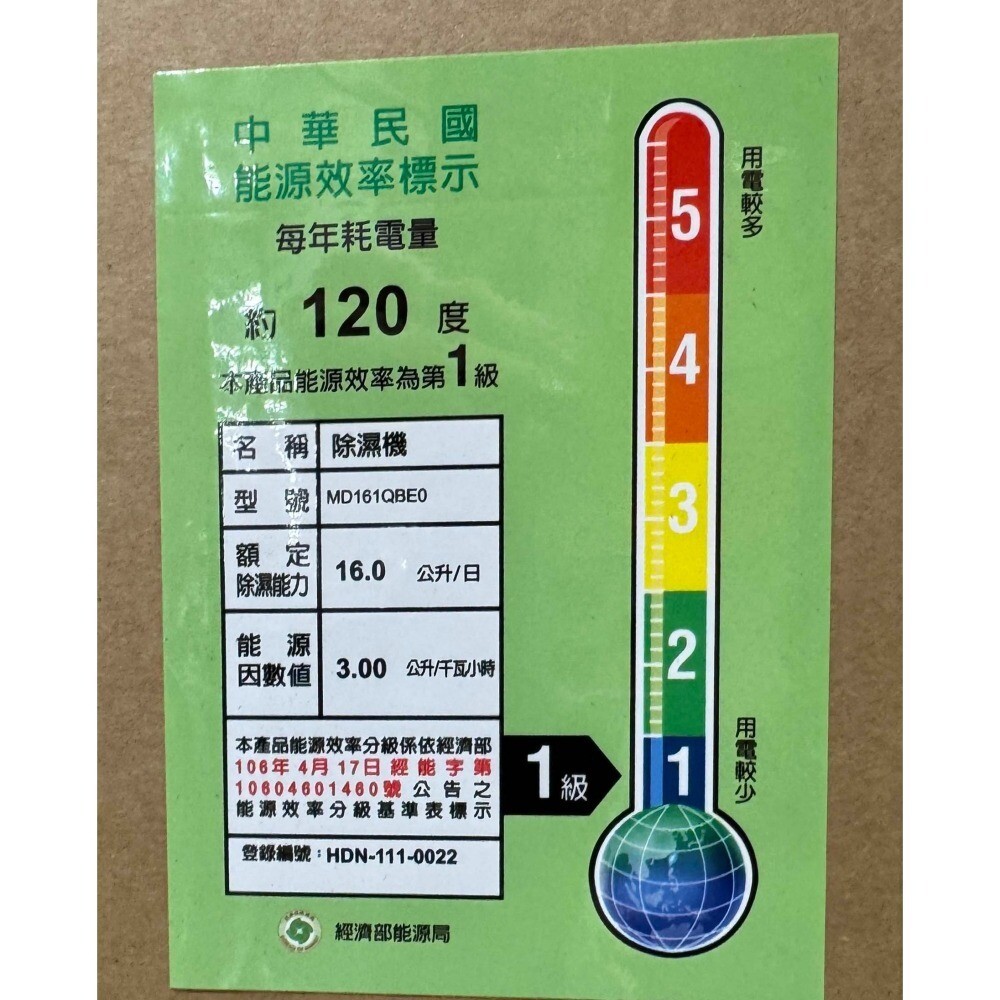 中華民國
能源效率標示
每年耗電量
約 120 度
本產品能源效率為第1級
名稱 除濕機
型號 MD161QBE0
額定除濕能力 16.0 公升/日
能源因數值 3.00 公升/千瓦小時
本產品能源效率分級係依經濟部
106年4月17日經能字第
10604601460號公告之
能源效率分級基準表標示
登錄編號：HDN-111-0022
經濟部能源局
用電較多
5
4
3
2
1
用電較少
1級